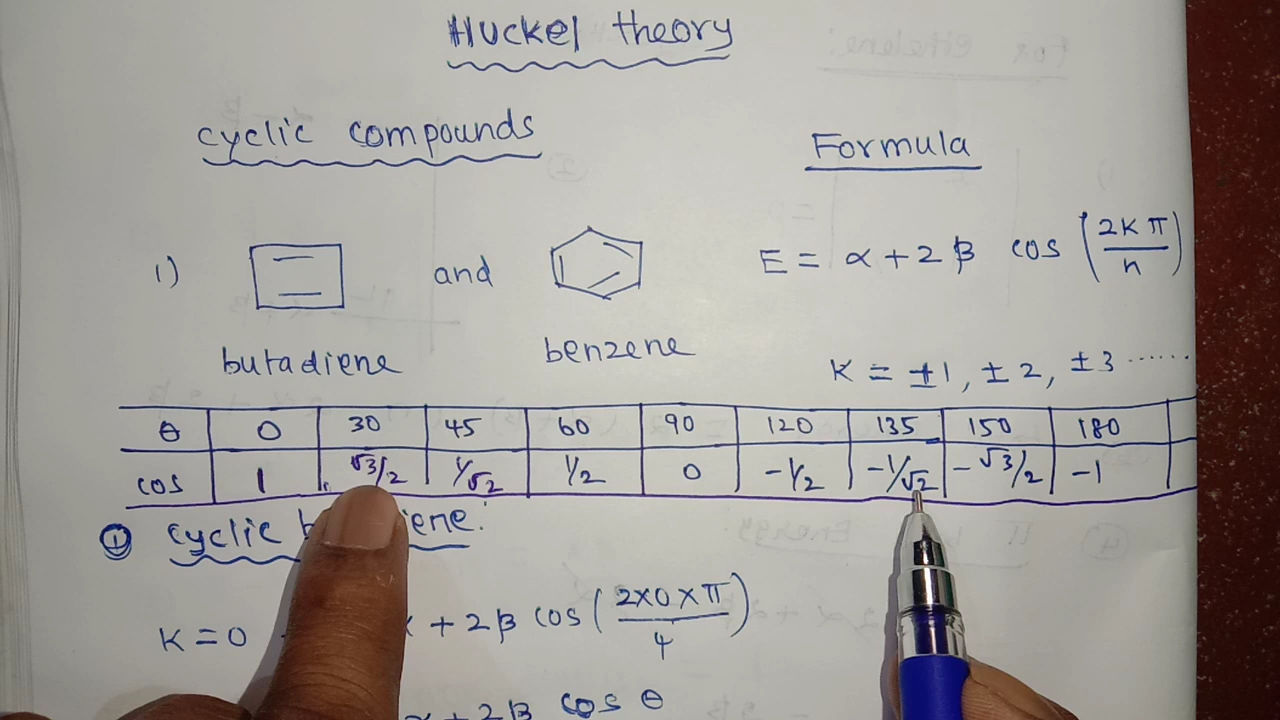 Huckel theory
cyclic compounds
Formula
1) and
E = α + 2β cos (2Kπ/n)
butadiene benzene
K = ±1, ±2, ±3 ......
θ 0 30 45 60 90 120 135 150 180
cos 1 √3/2 1/√2 1/2 0 -1/2 -1/√2 -√3/2 -1
① cyclic
K = 0 + 2β cos (2×0×π/4)
α + 2β cos θ